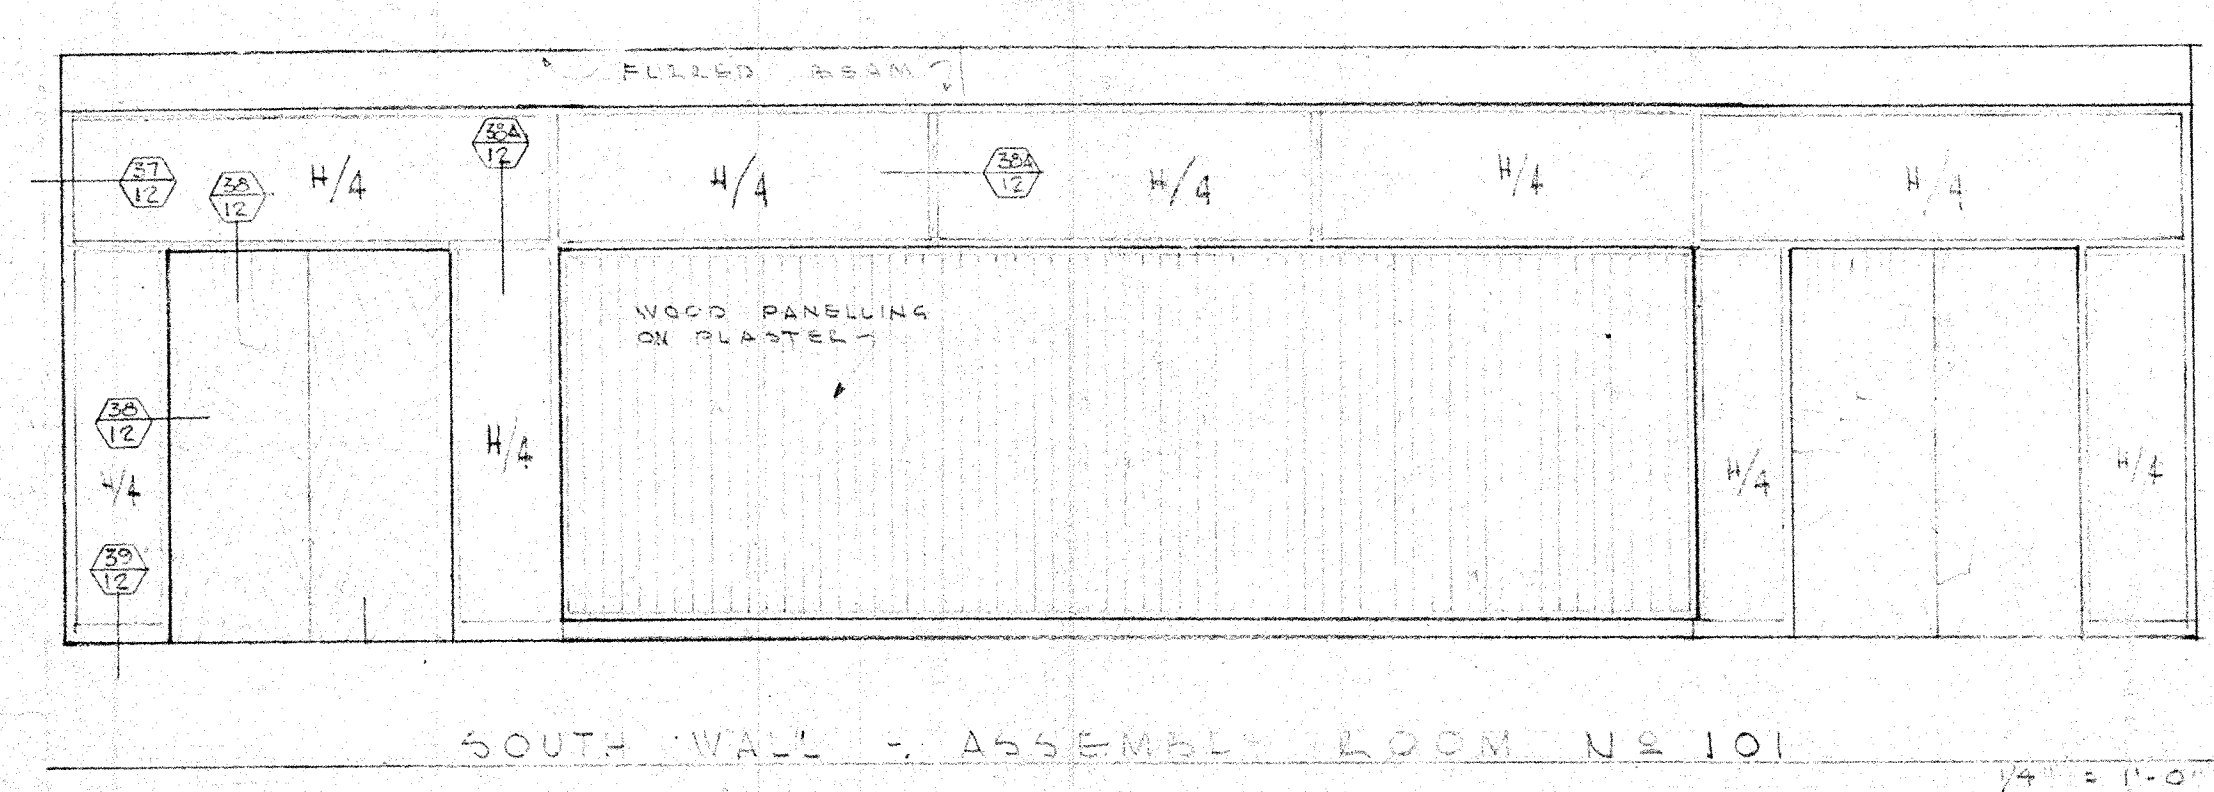 FURRED BEAM
38A
12
37
12
38
12
H/4
H/4
38A
12
H/4
H/4
H/4
WOOD PANELLING
ON PLASTER
38
12
H/4
H/4
H/4
H/4
39
12
SOUTH WALL - ASSEMBLY ROOM No 101
1/4" = 1'-0"